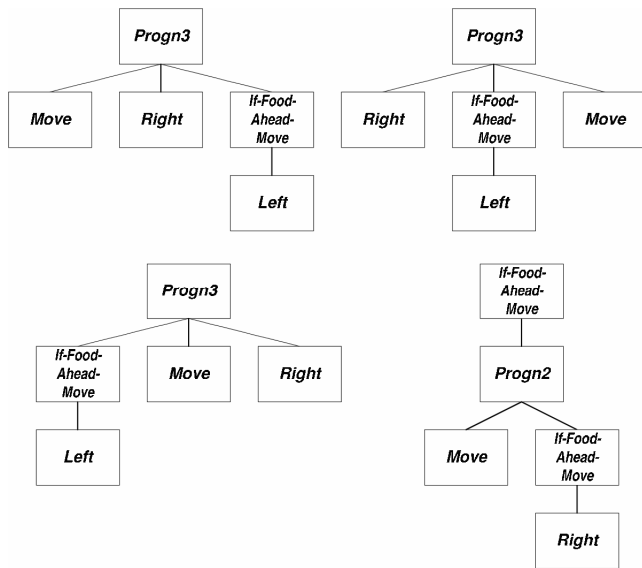 Progn3
Progn3
Move
Right
If-Food-
Ahead-
Move
Right
If-Food-
Ahead-
Move
Move
Left
Left
Progn3
If-Food-
Ahead-
Move
If-Food-
Ahead-
Move
Move
Right
Progn2
Left
Move
If-Food-
Ahead-
Move
Right